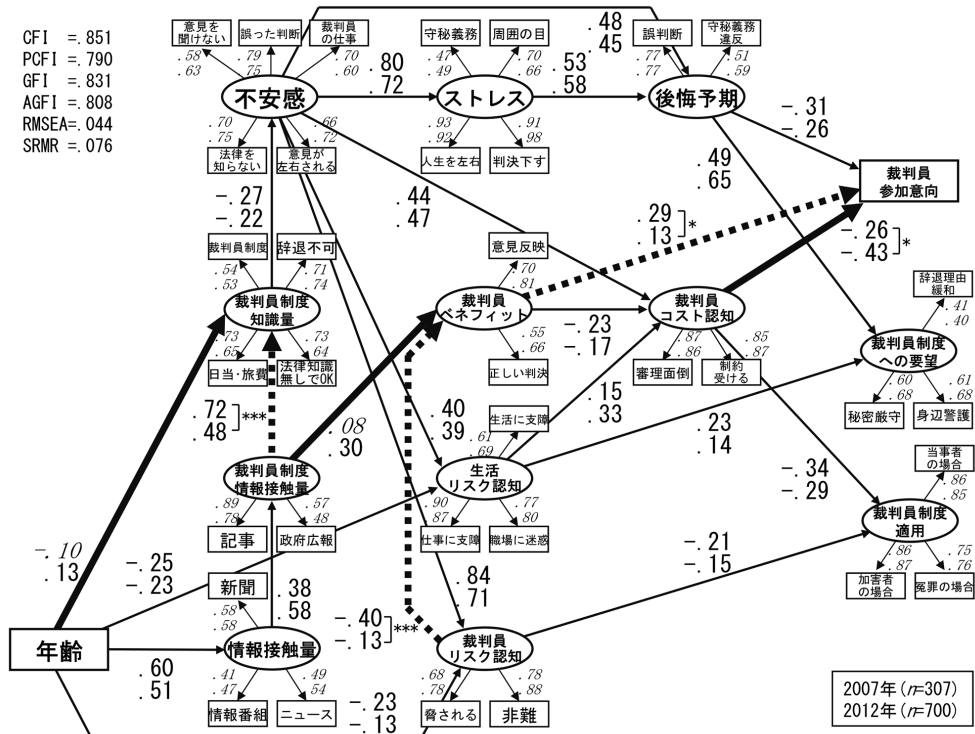 CFI =.851
PCFI =.790
GFI =.831
AGFI =.808
RMSEA=.044
SRMR =.076
意見を
聞けない
誤った判断
裁判員
の仕事
.58
.63
.79
.75
.70
.60
不安感
.70
.75
.66
.72
法律を
知らない
意見が
左右される
.80
.72
守秘義務
周囲の目
.47
.49
.70
.66
ストレス
.93
.92
.91
.98
人生を左右
判決下す
.53
.58
.48
.45
誤判断
守秘義務
違反
.77
.77
.51
.59
後悔予期
-.31
-.26
.49
.65
裁判員
参加意向
-.27
-.22
.44
.47
.29
.13
*
-.26
-.43
*
裁判員制度
辞退不可
.54
.53
.71
.74
裁判員制度
知識量
.73
.65
.73
.64
日当・旅費
法律知識
無しでOK
意見反映
.70
.81
裁判員
ベネフィット
.55
.66
正しい判決
-.23
-.17
裁判員
コスト認知
.87
.86
.85
.87
審理面倒
制約
受ける
辞退理由
緩和
.41
.40
裁判員制度
への要望
.60
.68
.61
.68
秘密厳守
身辺警護
.72
.48
***
.08
.30
.40
.39
.15
.33
.23
.14
裁判員制度
情報接触量
.89
.78
.57
.48
記事
政府広報
生活に支障
.61
.69
生活
リスク認知
.90
.87
.77
.80
仕事に支障
職場に迷惑
-.34
-.29
当事者
の場合
.86
.85
裁判員制度
適用
.86
.87
.75
.76
加害者
の場合
冤罪の場合
-.10
.13
-.25
-.23
.38
.58
-.40
-.13
***
.84
.71
-.21
-.15
新聞
.58
.58
情報接触量
.41
.47
.49
.54
情報番組
ニュース
年齢
.60
.51
-.23
-.13
裁判員
リスク認知
.68
.78
.78
.88
脅される
非難
2007年(n=307)
2012年(n=700)